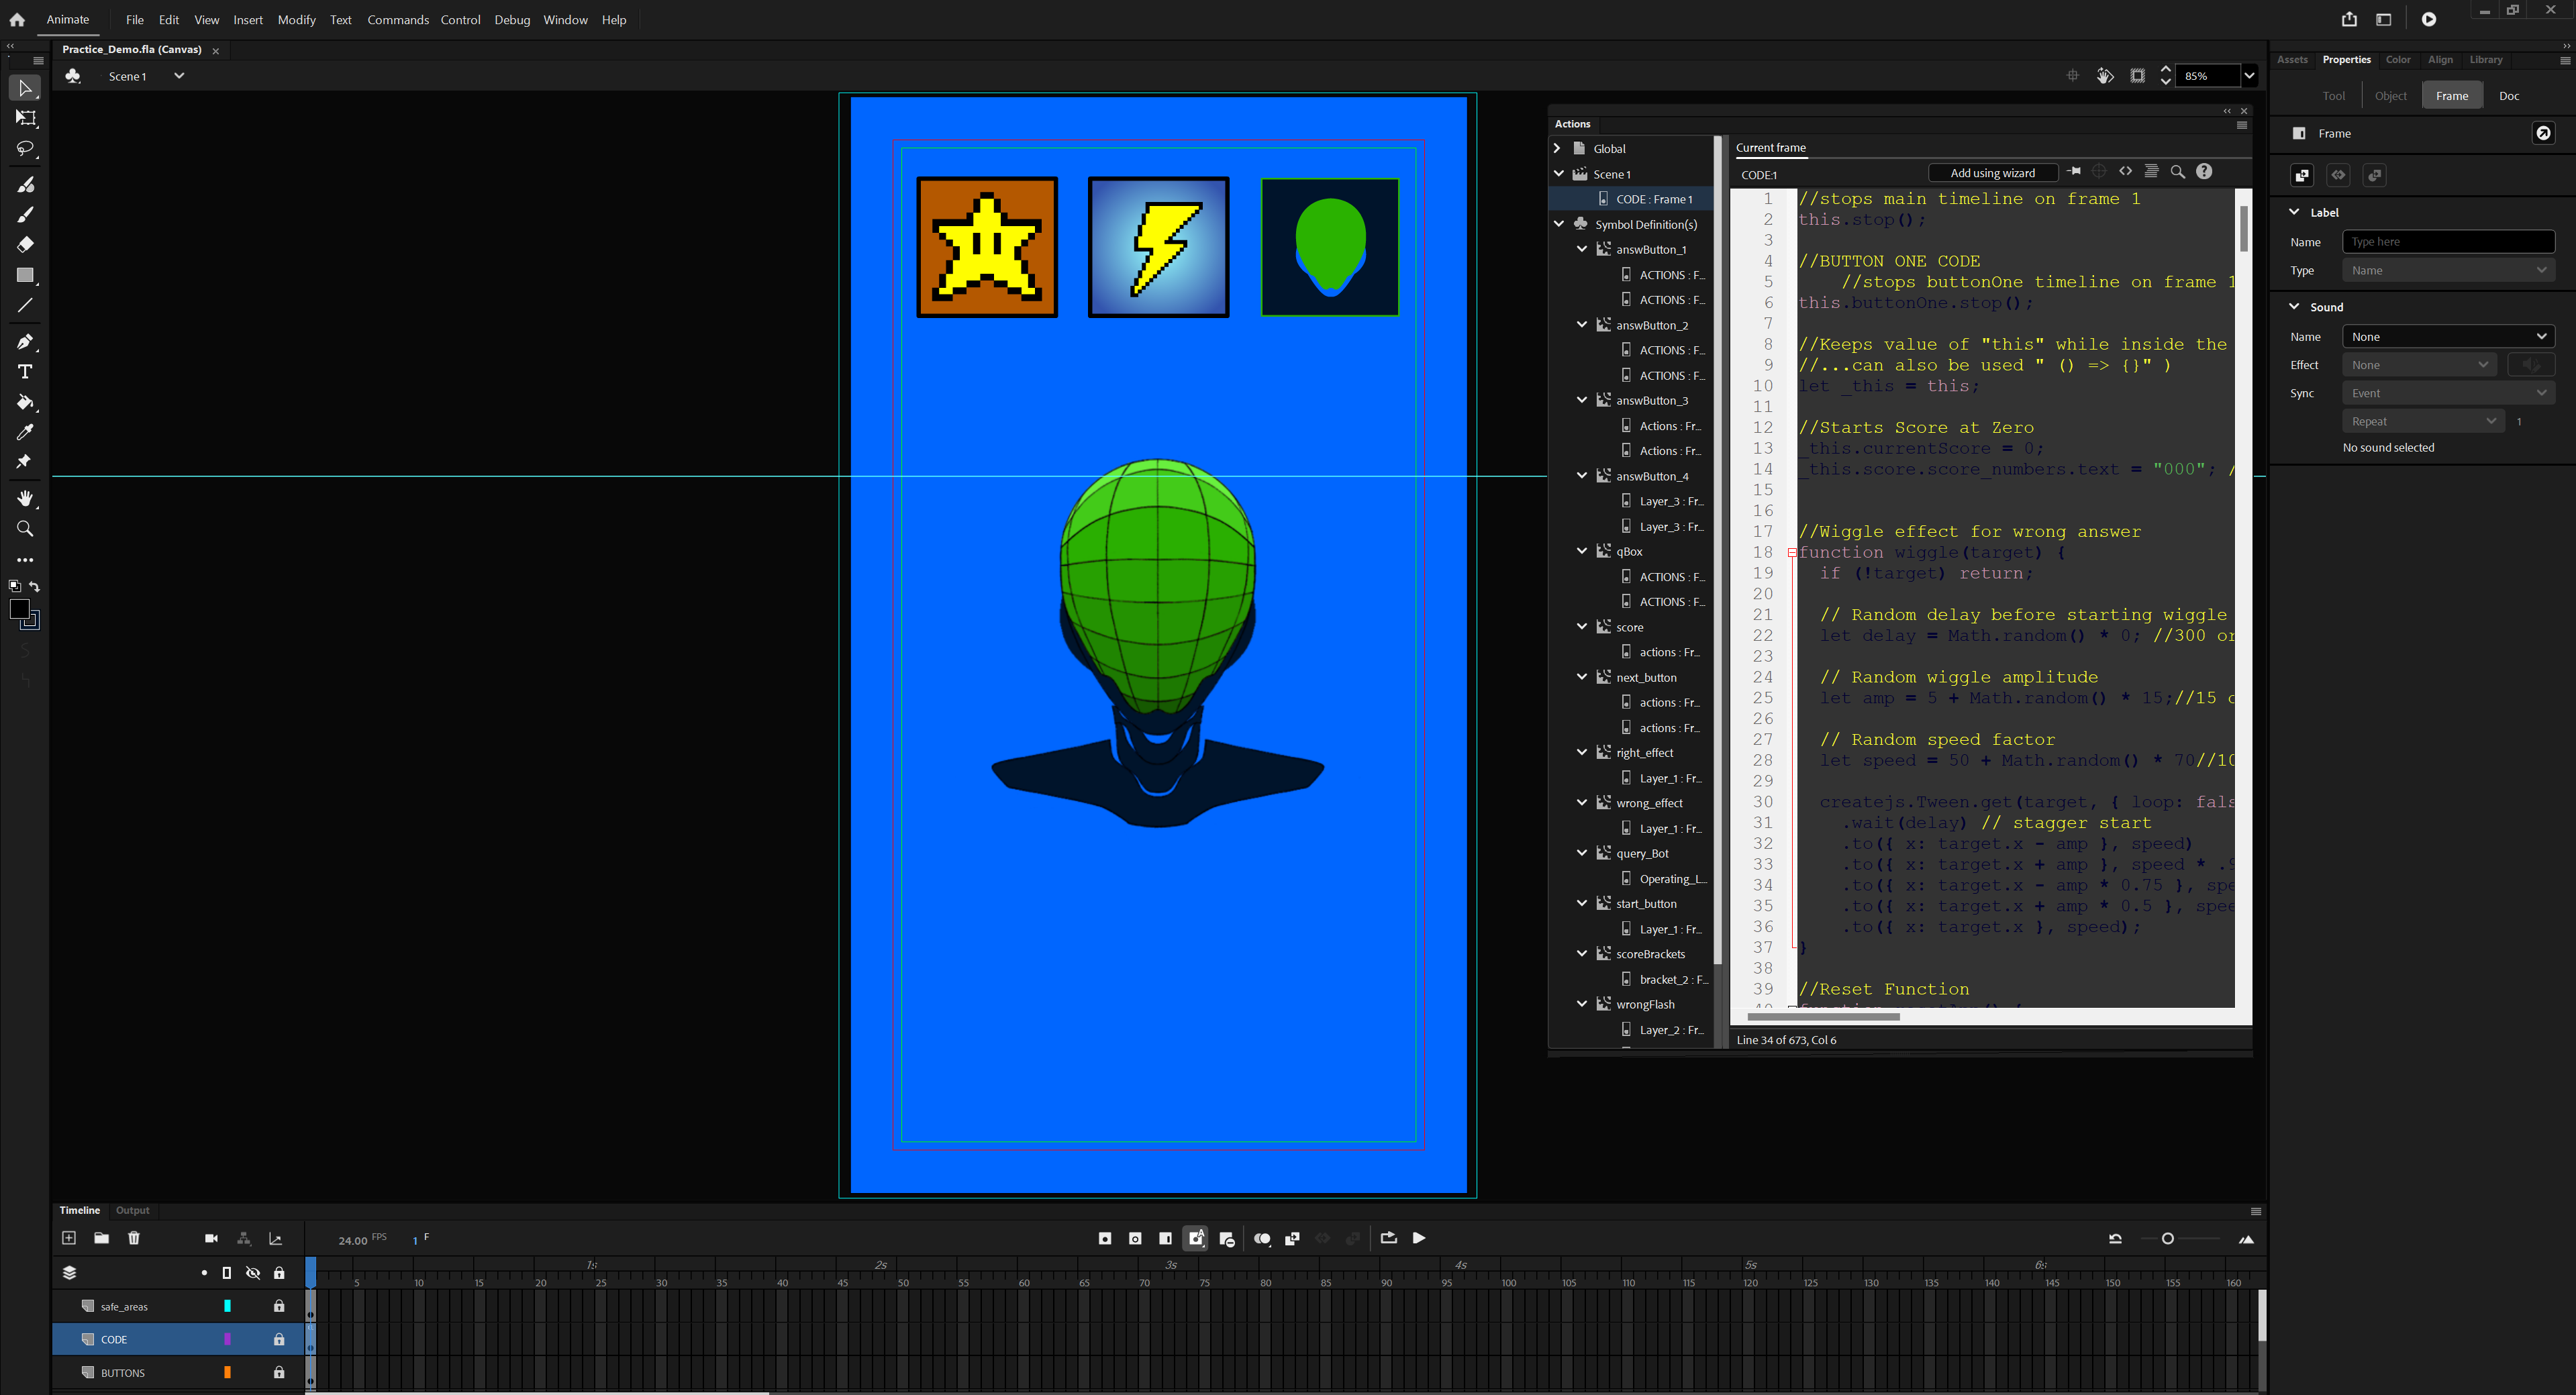 Animate File Edit View Insert Modify Text Commands Control Debug Window Help
Practice_Demo.fla (Canvas)
Scene 1
85%
Actions
Global
Scene 1
CODE : Frame 1
Symbol Definition(s)
answButton_1
ACTIONS : F...
ACTIONS : F...
answButton_2
ACTIONS : F...
ACTIONS : F...
answButton_3
Actions : Fr...
Actions : Fr...
answButton_4
Layer_3 : Fr...
Layer_3 : Fr...
qBox
ACTIONS : F...
ACTIONS : F...
score
actions : Fr...
next_button
actions : Fr...
actions : Fr...
right_effect
Layer_1 : Fr...
wrong_effect
Layer_1 : Fr...
query_Bot
Operating_L...
start_button
Layer_1 : Fr...
scoreBrackets
bracket_2 : F...
wrongFlash
Layer_2 : Fr...
Current frame
CODE:1
Add using wizard
1 //stops main timeline on frame 1
2 this.stop();
3
4 //BUTTON ONE CODE
5 //stops buttonOne timeline on frame 1
6 this.buttonOne.stop();
7
8 //Keeps value of "this" while inside the
9 //...can also be used " () => {}" )
10 let _this = this;
11
12 //Starts Score at Zero
13 _this.currentScore = 0;
14 _this.score.score_numbers.text = "000"; /
15
16
17 //Wiggle effect for wrong answer
18 function wiggle(target) {
19 if (!target) return;
20
21 // Random delay before starting wiggle
22 let delay = Math.random() * 0; //300 or
23
24 // Random wiggle amplitude
25 let amp = 5 + Math.random() * 15;//15 o
26
27 // Random speed factor
28 let speed = 50 + Math.random() * 70//10
29
30 createjs.Tween.get(target, { loop: fals
31 .wait(delay) // stagger start
32 .to({ x: target.x - amp }, speed)
33 .to({ x: target.x + amp }, speed * .9
34 .to({ x: target.x - amp * 0.75 }, spe
35 .to({ x: target.x + amp * 0.5 }, spee
36 .to({ x: target.x }, speed);
37 }
38
39 //Reset Function
Line 34 of 673, Col 6
Assets Properties Color Align Library
Tool Object Frame Doc
Frame
Label
Name Type here
Type Name
Sound
Name None
Effect None
Sync Event
Repeat 1
No sound selected
Timeline Output
24.00 FPS 1 F
1s 2s 3s 4s 5s 6s
5 10 15 20 25 30 35 40 45 50 55 60 65 70 75 80 85 90 95 100 105 110 115 120 125 130 135 140 145 150 155 160
safe_areas
CODE
BUTTONS